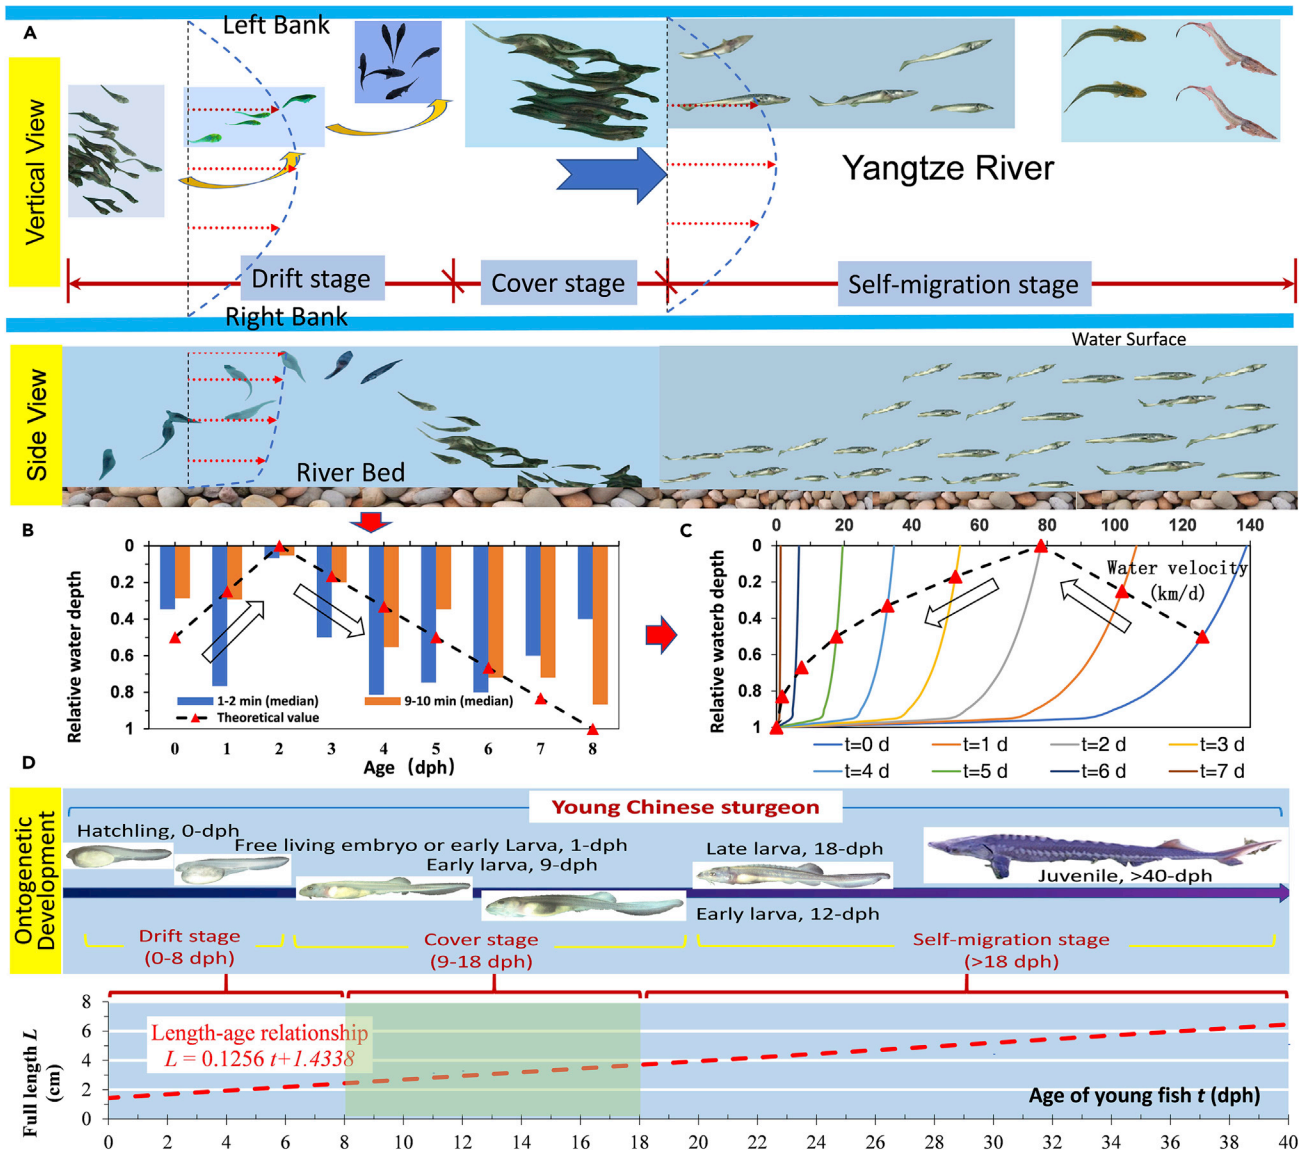 A
Vertical View
Left Bank
Yangtze River
Drift stage
Cover stage
Self-migration stage
Right Bank
Side View
Water Surface
River Bed
B
Relative water depth
0
0.2
0.4
0.6
0.8
1
1-2 min (median)
9-10 min (median)
Theoretical value
0 1 2 3 4 5 6 7 8
Age (dph)
C
0 20 40 60 80 100 120 140
Relative waterb depth
0
0.2
0.4
0.6
0.8
1
Water velocity
(km/d)
t=0 d t=1 d t=2 d t=3 d
t=4 d t=5 d t=6 d t=7 d
D
Ontogenetic
Development
Young Chinese sturgeon
Hatchling, 0-dph
Free living embryo or early Larva, 1-dph
Early larva, 9-dph
Late larva, 18-dph
Early larva, 12-dph
Juvenile, >40-dph
Drift stage
(0-8 dph)
Cover stage
(9-18 dph)
Self-migration stage
(>18 dph)
Full length L
(cm)
8
6
4
2
0
Length-age relationship
L = 0.1256 t+1.4338
Age of young fish t (dph)
0 2 4 6 8 10 12 14 16 18 20 22 24 26 28 30 32 34 36 38 40